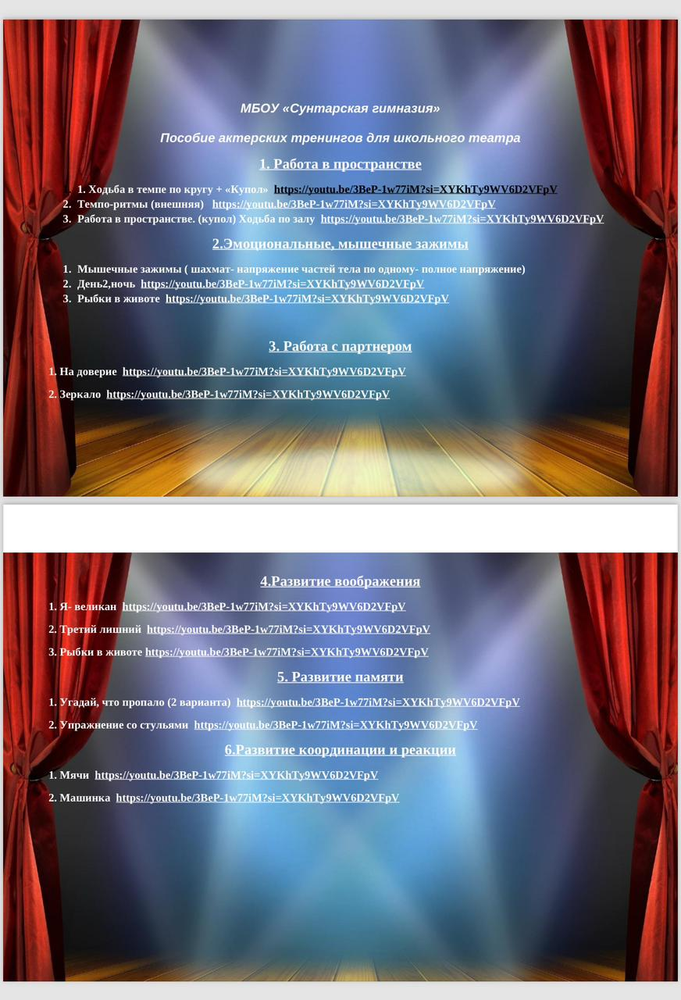 МБОУ «Сунтарская гимназия»
Пособие актерских тренингов для школьного театра
1. Работа в пространстве
1. 1. Ходьба в темпе по кругу + «Купол» https://youtu.be/3BeP-1w77iM?si=XYKhTy9WV6D2VFpV
2. Темпо-ритмы (внешняя) https://youtu.be/3BeP-1w77iM?si=XYKhTy9WV6D2VFpV
3. Работа в пространстве. (купол) Ходьба по залу https://youtu.be/3BeP-1w77iM?si=XYKhTy9WV6D2VFpV
2.Эмоциональные, мышечные зажимы
1. Мышечные зажимы ( шахмат- напряжение частей тела по одному- полное напряжение)
2. День2,ночь https://youtu.be/3BeP-1w77iM?si=XYKhTy9WV6D2VFpV
3. Рыбки в животе https://youtu.be/3BeP-1w77iM?si=XYKhTy9WV6D2VFpV
3. Работа с партнером
1. На доверие https://youtu.be/3BeP-1w77iM?si=XYKhTy9WV6D2VFpV
2. Зеркало https://youtu.be/3BeP-1w77iM?si=XYKhTy9WV6D2VFpV
4.Развитие воображения
1. Я- великан https://youtu.be/3BeP-1w77iM?si=XYKhTy9WV6D2VFpV
2. Третий лишний https://youtu.be/3BeP-1w77iM?si=XYKhTy9WV6D2VFpV
3. Рыбки в животе https://youtu.be/3BeP-1w77iM?si=XYKhTy9WV6D2VFpV
5. Развитие памяти
1. Угадай, что пропало (2 варианта) https://youtu.be/3BeP-1w77iM?si=XYKhTy9WV6D2VFpV
2. Упражнение со стульями https://youtu.be/3BeP-1w77iM?si=XYKhTy9WV6D2VFpV
6.Развитие координации и реакции
1. Мячи https://youtu.be/3BeP-1w77iM?si=XYKhTy9WV6D2VFpV
2. Машинка https://youtu.be/3BeP-1w77iM?si=XYKhTy9WV6D2VFpV